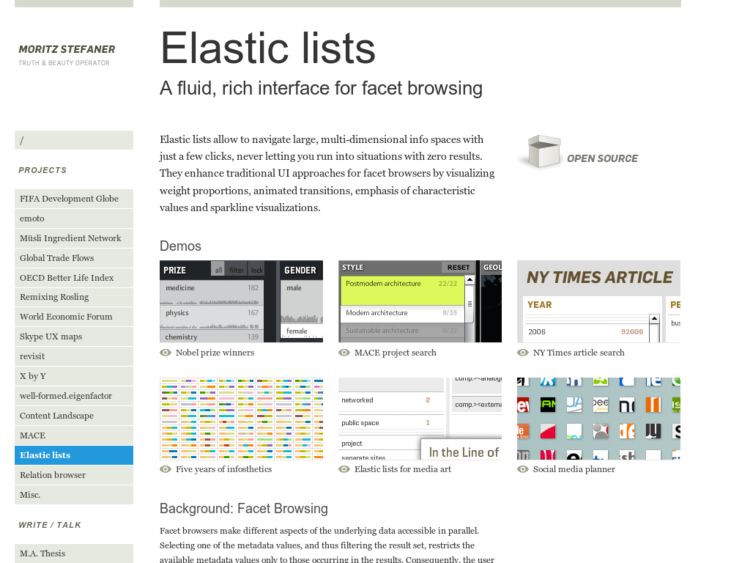 MORITZ STEFANER
TRUTH & BEAUTY OPERATOR
/
PROJECTS
FIFA Development Globe
emoto
Müsli Ingredient Network
Global Trade Flows
OECD Better Life Index
Remixing Rosling
World Economic Forum
Skype UX maps
revisit
X by Y
well-formed.eigenfactor
Content Landscape
MACE
Elastic lists
Relation browser
Misc.
WRITE / TALK
M.A. Thesis
Elastic lists
A fluid, rich interface for facet browsing
Elastic lists allow to navigate large, multi-dimensional info spaces with
just a few clicks, never letting you run into situations with zero results.
They enhance traditional UI approaches for facet browsers by visualizing
weight proportions, animated transitions, emphasis of characteristic
values and sparkline visualizations.
OPEN SOURCE
Demos
PRIZE all filter lock GENDER
medicine 182 male
physics 167
female
chemistry 139
Nobel prize winners
STYLE RESET GEOL
Postmodern architecture 22/22
Modern architecture 9/33
Sustainable architecture 0/23
MACE project search
NY TIMES ARTICLE
YEAR PE
2006 92606 bus
NY Times article search
Five years of infosthetics
comp.>analog
networked 2
comp.>externa
public space 1
project
separate sites
In the Line of
Elastic lists for media art
Social media planner
Background: Facet Browsing
Facet browsers make different aspects of the underlying data accessible in parallel.
Selecting one of the metadata values, and thus filtering the result set, restricts the
available metadata values only to those occurring in the results. Consequently, the user